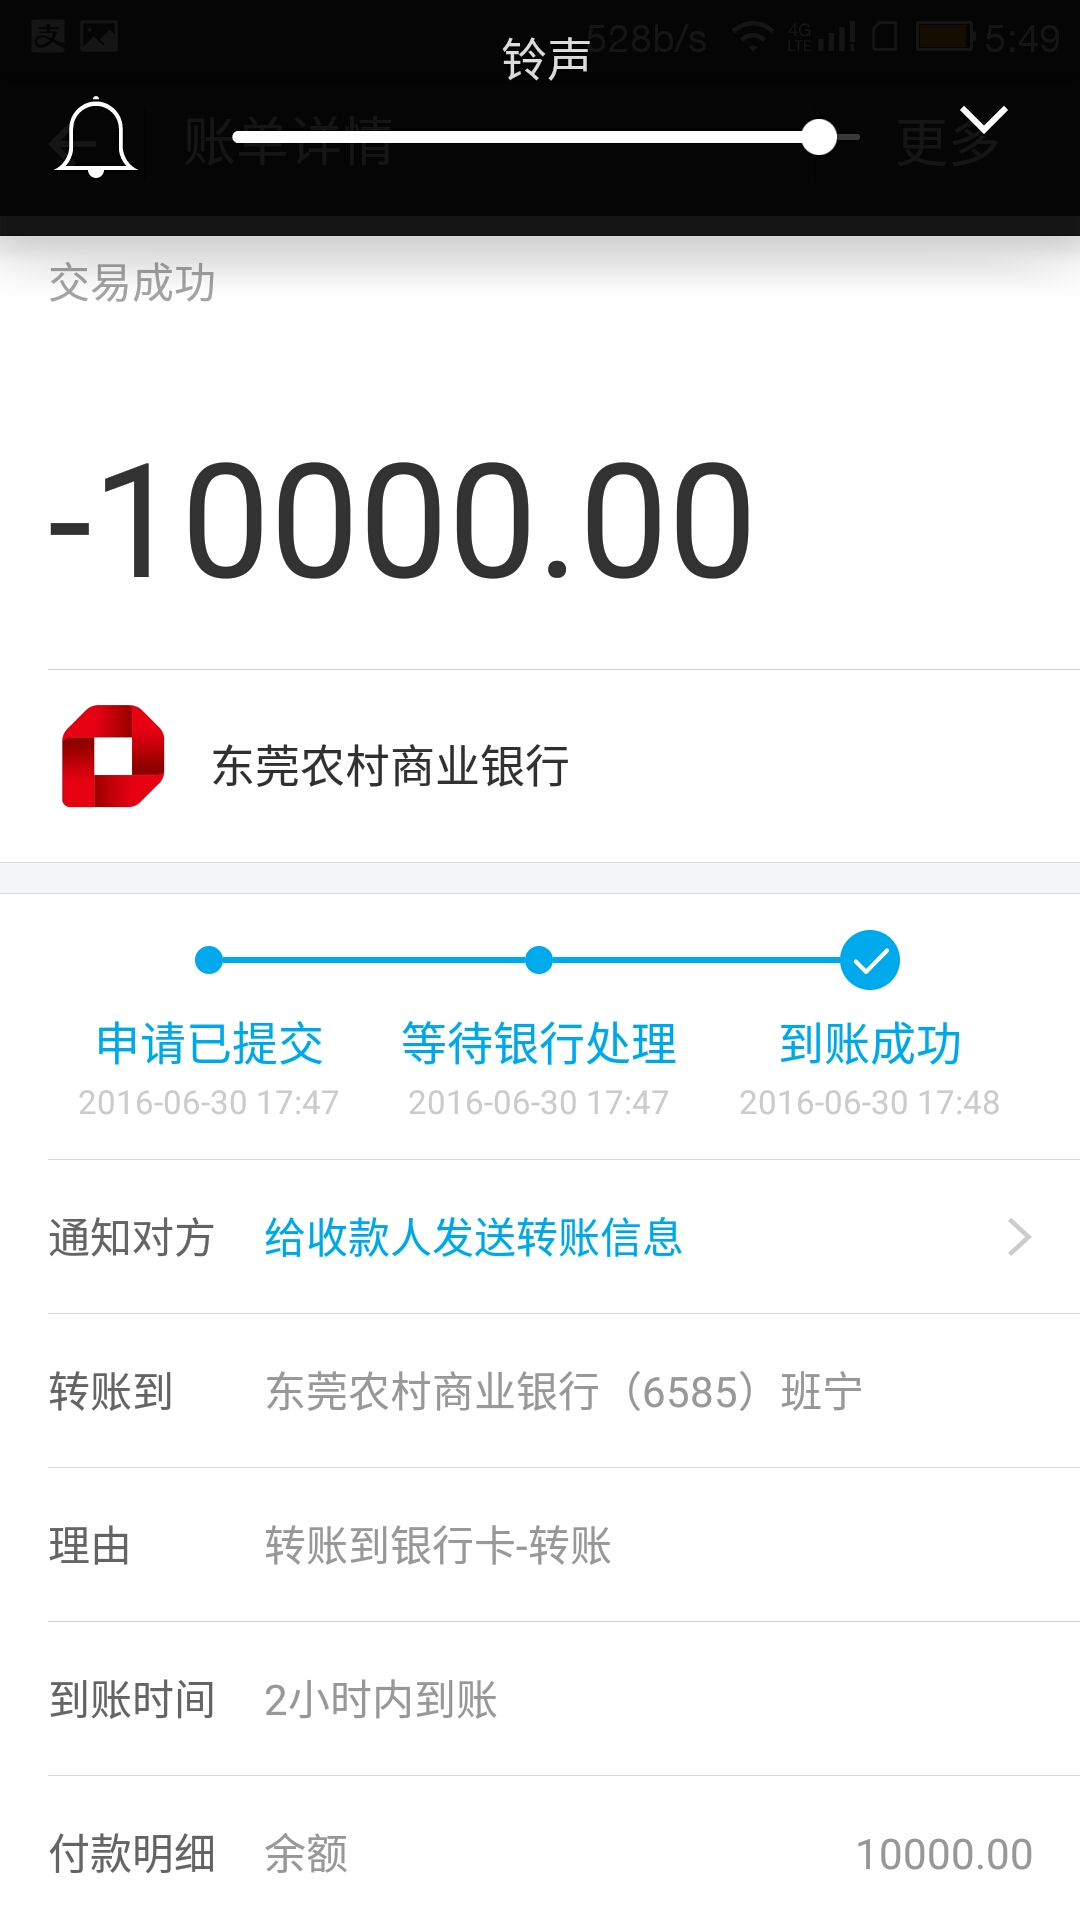 支 528b/s 4G LTE 5:49
铃声
账单详情 更多
交易成功
-10000.00
东莞农村商业银行
申请已提交 等待银行处理 到账成功
2016-06-30 17:47 2016-06-30 17:47 2016-06-30 17:48
通知对方 给收款人发送转账信息
转账到 东莞农村商业银行（6585）班宁
理由 转账到银行卡-转账
到账时间 2小时内到账
付款明细 余额 10000.00